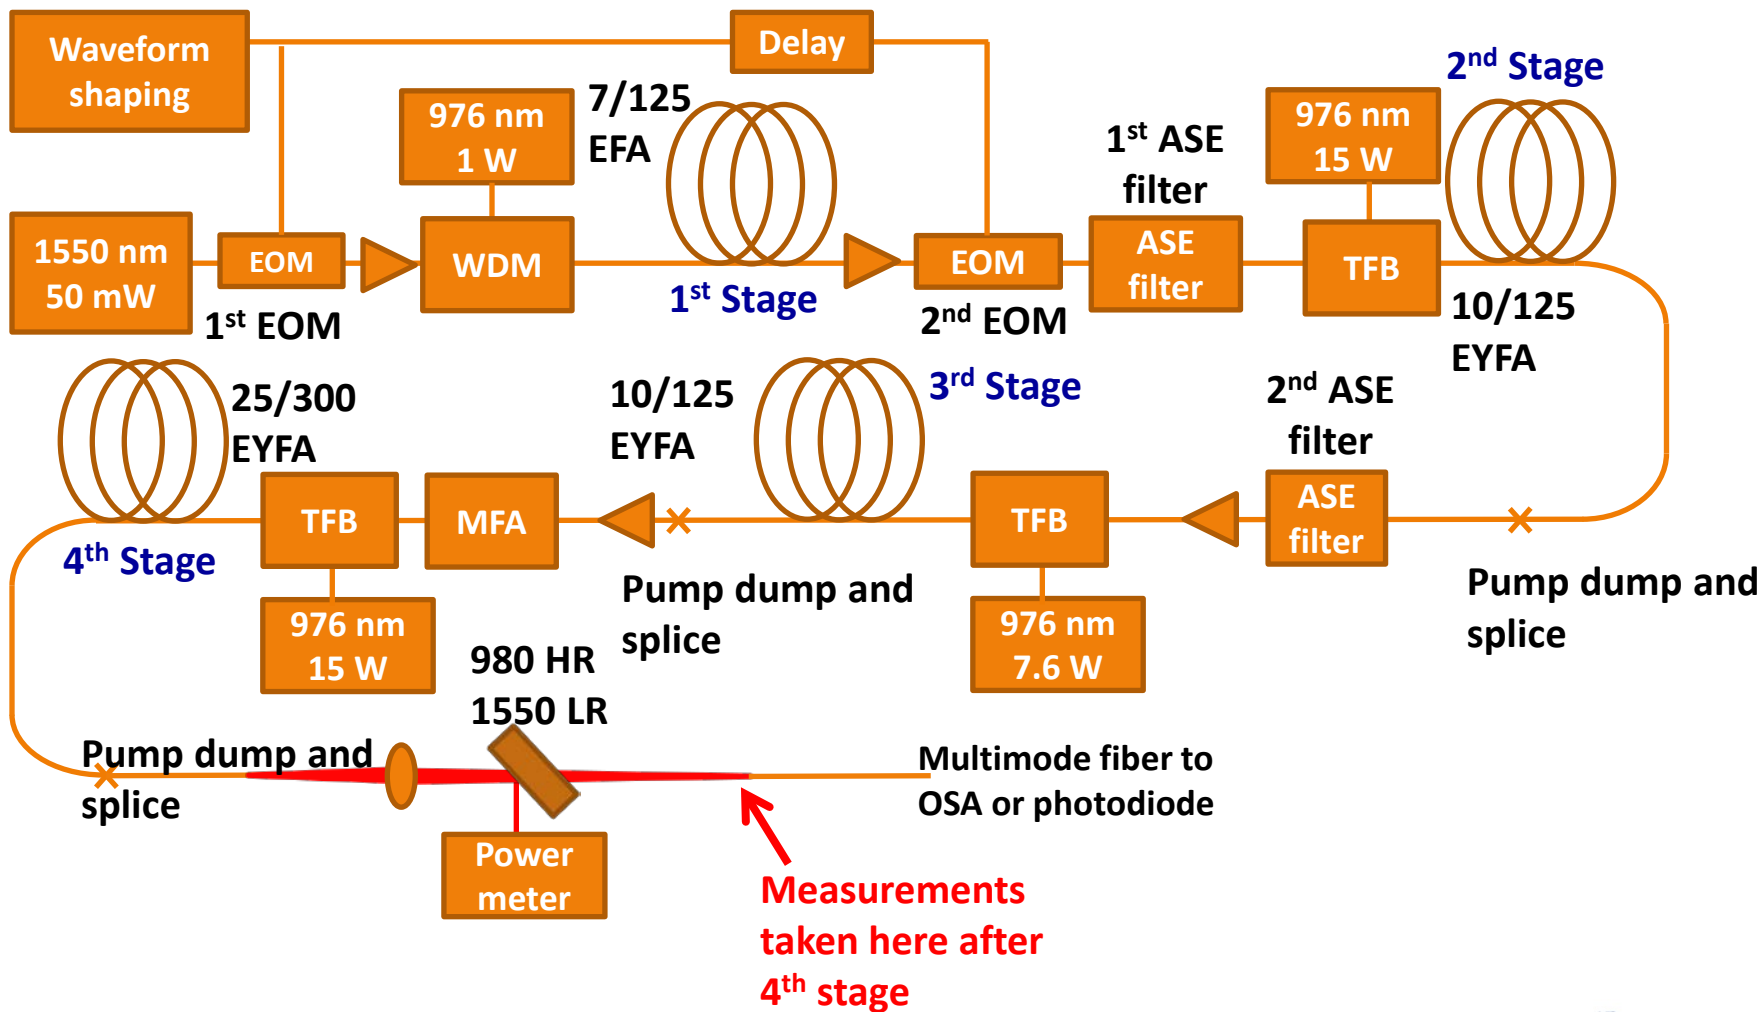 Waveform
shaping
Delay
2nd Stage
976 nm
1 W
7/125
EFA
1st ASE
filter
976 nm
15 W
1550 nm
50 mW
EOM
WDM
EOM
ASE
filter
TFB
1st EOM
1st Stage
2nd EOM
10/125
EYFA
25/300
EYFA
10/125
EYFA
3rd Stage
2nd ASE
filter
TFB
MFA
TFB
ASE
filter
4th Stage
976 nm
15 W
Pump dump and
splice
976 nm
7.6 W
Pump dump and
splice
980 HR
1550 LR
Pump dump and
splice
Multimode fiber to
OSA or photodiode
Power
meter
Measurements
taken here after
4th stage